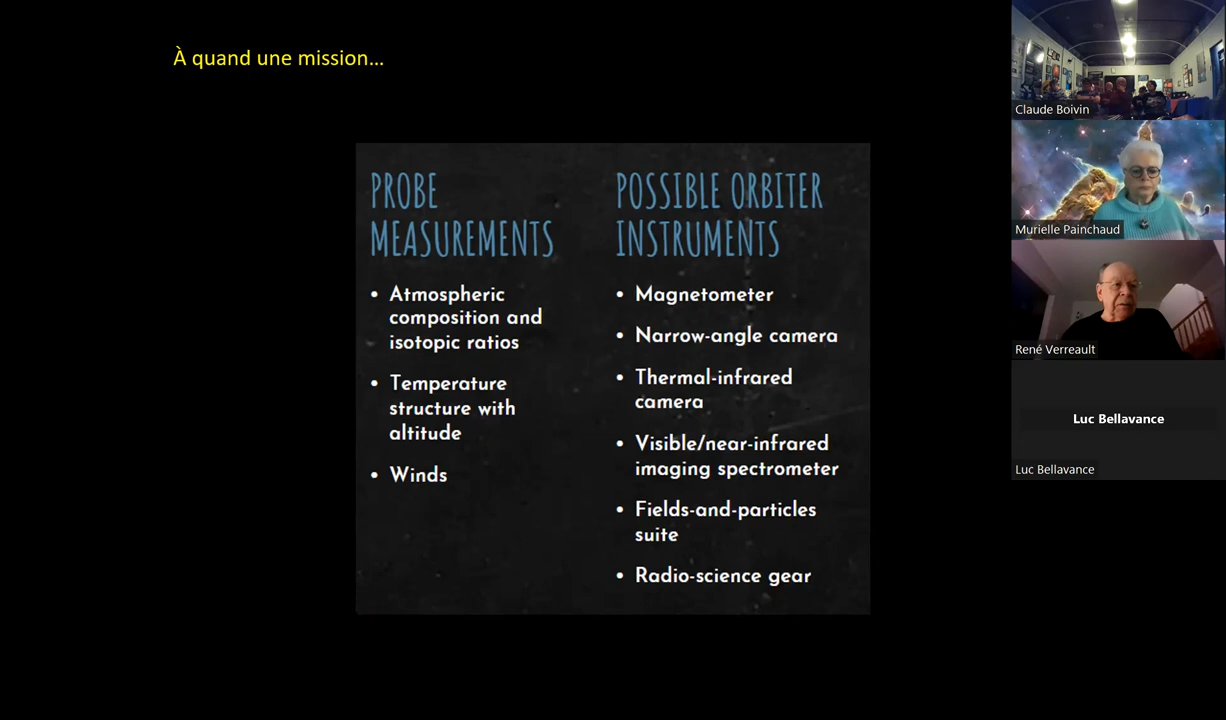 À quand une mission...
PROBE
MEASUREMENTS
• Atmospheric
composition and
isotopic ratios
• Temperature
structure with
altitude
• Winds
POSSIBLE ORBITER
INSTRUMENTS
• Magnetometer
• Narrow-angle camera
• Thermal-infrared
camera
• Visible/near-infrared
imaging spectrometer
• Fields-and-particles
suite
• Radio-science gear
Claude Boivin
Murielle Painchaud
René Verreault
Luc Bellavance
Luc Bellavance